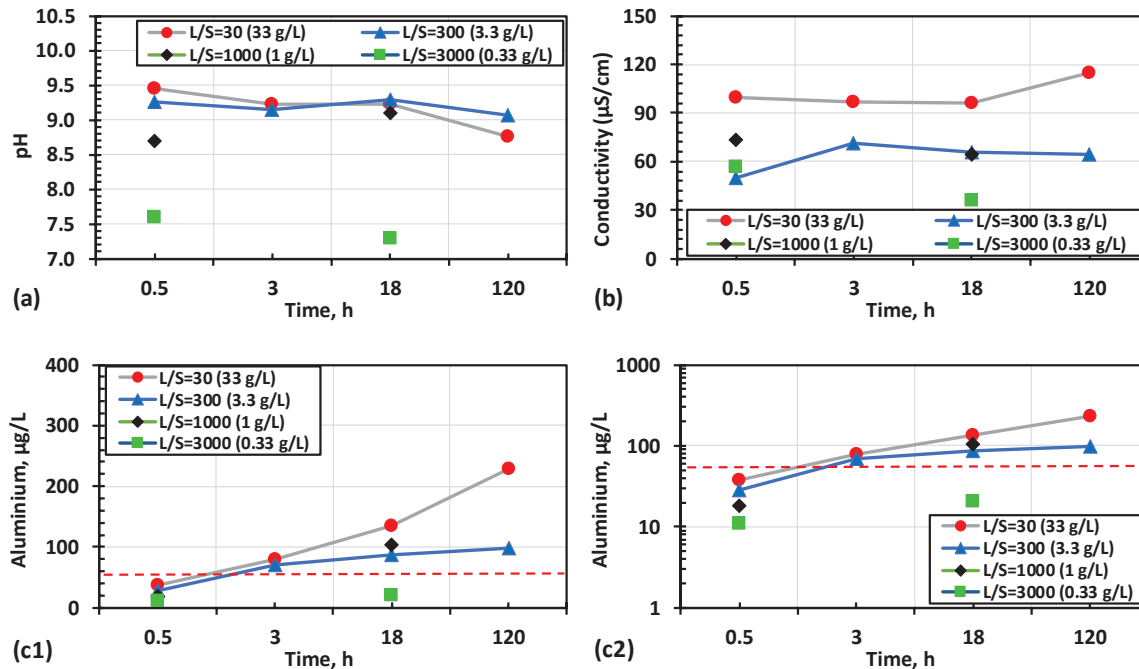 10.5
10.0
9.5
9.0
8.5
8.0
7.5
7.0
pH
L/S=30 (33 g/L)
L/S=300 (3.3 g/L)
L/S=1000 (1 g/L)
L/S=3000 (0.33 g/L)
0.5
3
18
120
Time, h
(a)
150
120
90
60
30
0
Conductivity (µS/cm)
L/S=30 (33 g/L)
L/S=300 (3.3 g/L)
L/S=1000 (1 g/L)
L/S=3000 (0.33 g/L)
0.5
3
18
120
Time, h
(b)
400
300
200
100
0
Aluminium, µg/L
L/S=30 (33 g/L)
L/S=300 (3.3 g/L)
L/S=1000 (1 g/L)
L/S=3000 (0.33 g/L)
0.5
3
18
120
Time, h
(c1)
1000
100
10
1
Aluminium, µg/L
L/S=30 (33 g/L)
L/S=300 (3.3 g/L)
L/S=1000 (1 g/L)
L/S=3000 (0.33 g/L)
0.5
3
18
120
Time, h
(c2)